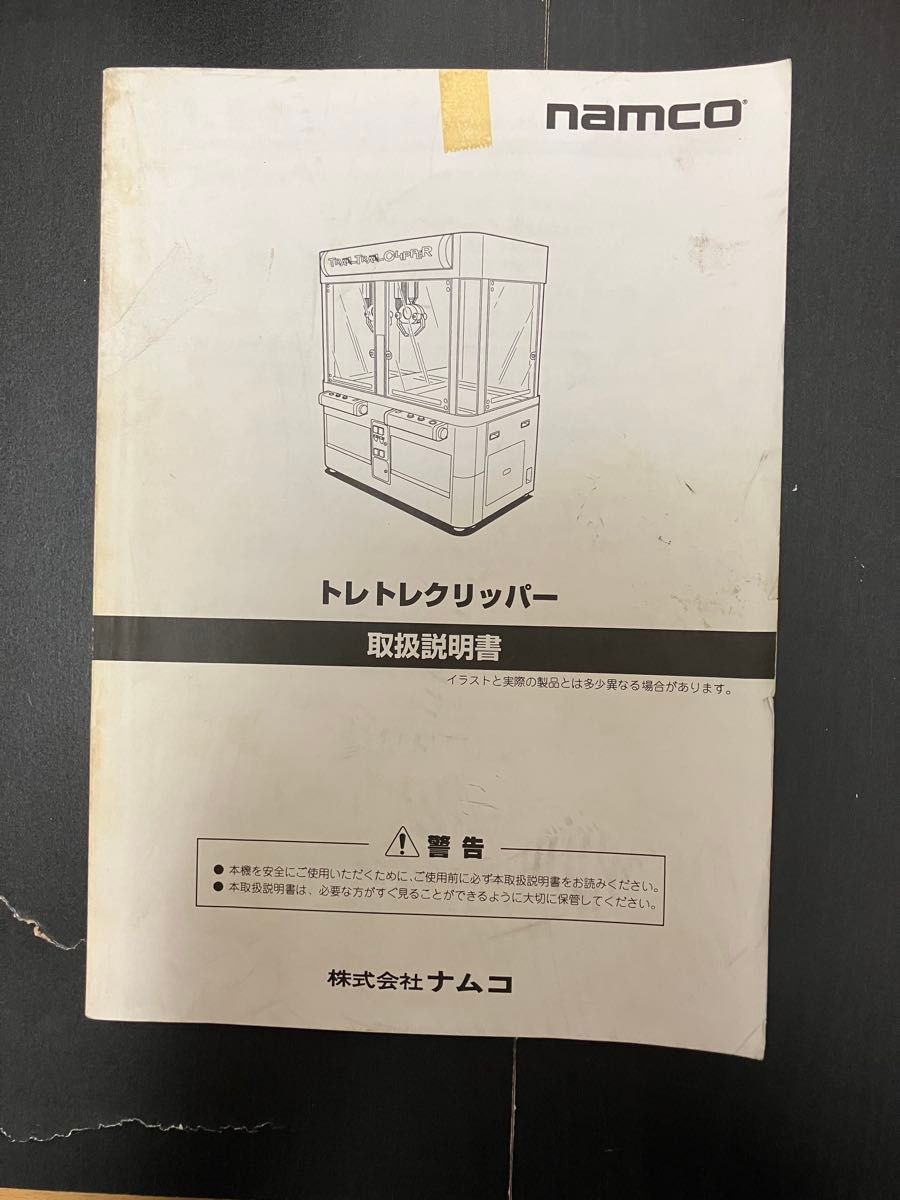 namco
トレトレクリッパー
取扱説明書
イラストと実際の製品とは多少異なる場合があります。
警告
● 本機を安全にご使用いただくために、ご使用前に必ず本取扱説明書をお読みください。
● 本取扱説明書は、必要な方がすぐ見ることができるように大切に保管してください。
株式会社ナムコ